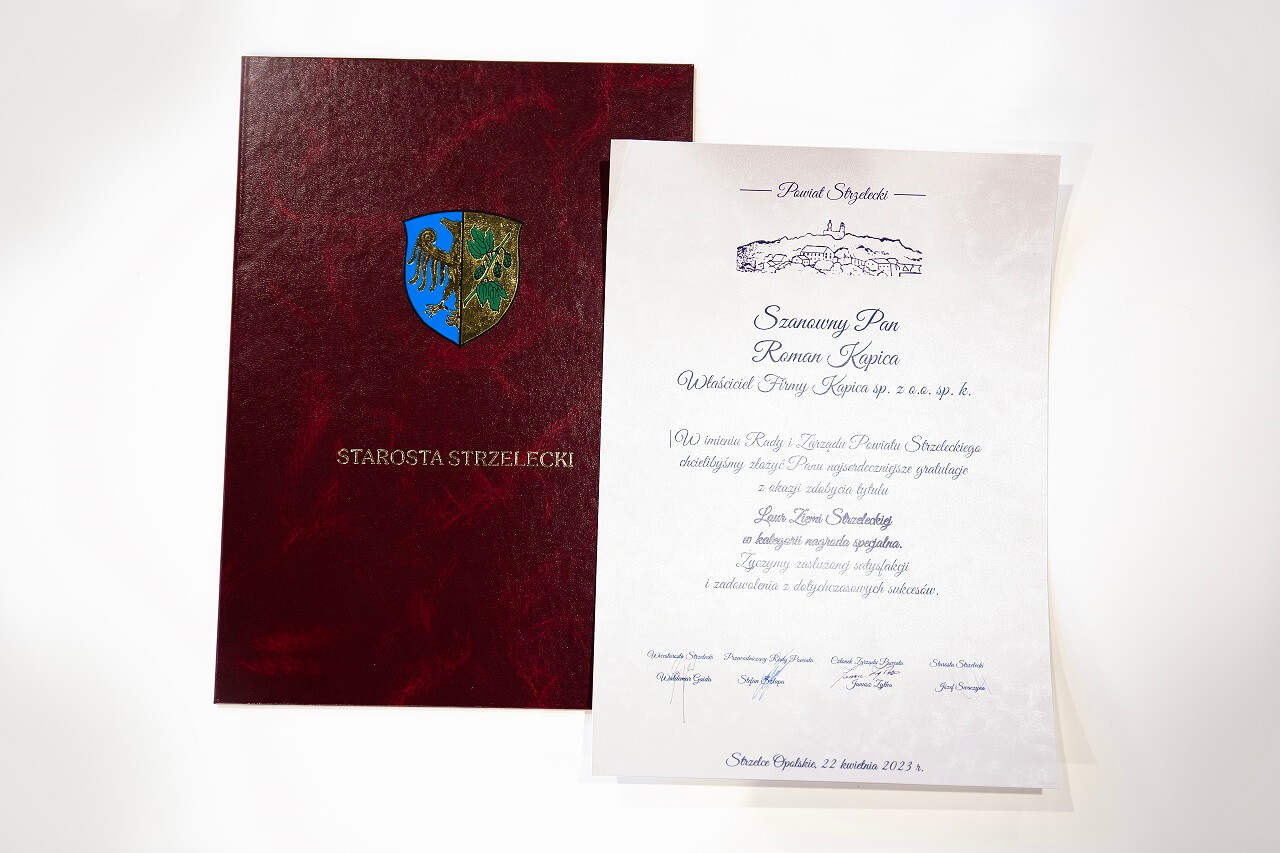 STAROSTA STRZELECKI
Powiat Strzelecki
Szanowny Pan
Roman Kapica
Właściciel Firmy Kapica sp. z o.o. sp. k.
W imieniu Rady i Zarządu Powiatu Strzeleckiego
chcielibyśmy złożyć Panu najserdeczniejsze gratulacje
z okazji zdobycia tytułu
Laur Ziemi Strzeleckiej
w kategorii nagroda specjalna.
Życzymy zasłużonej satysfakcji
i zadowolenia z dotychczasowych sukcesów.
Wicestarosta Strzelecki Przewodniczący Rady Powiatu Członek Zarządu Powiatu Starosta Strzelecki
Waldemar Gaida Stefan Janusz Żyłka Józef Swaczyna
Strzelce Opolskie, 22 kwietnia 2023 r.